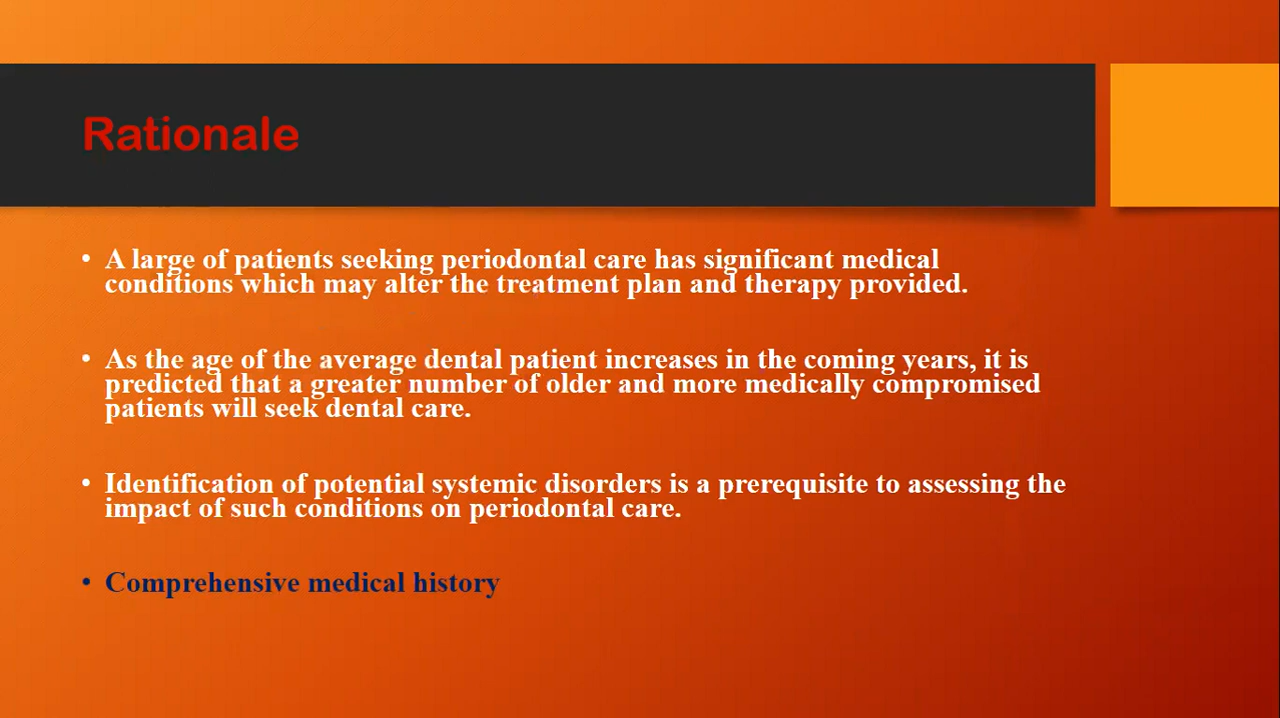 Rationale
• A large of patients seeking periodontal care has significant medical
conditions which may alter the treatment plan and therapy provided.
• As the age of the average dental patient increases in the coming years, it is
predicted that a greater number of older and more medically compromised
patients will seek dental care.
• Identification of potential systemic disorders is a prerequisite to assessing the
impact of such conditions on periodontal care.
• Comprehensive medical history